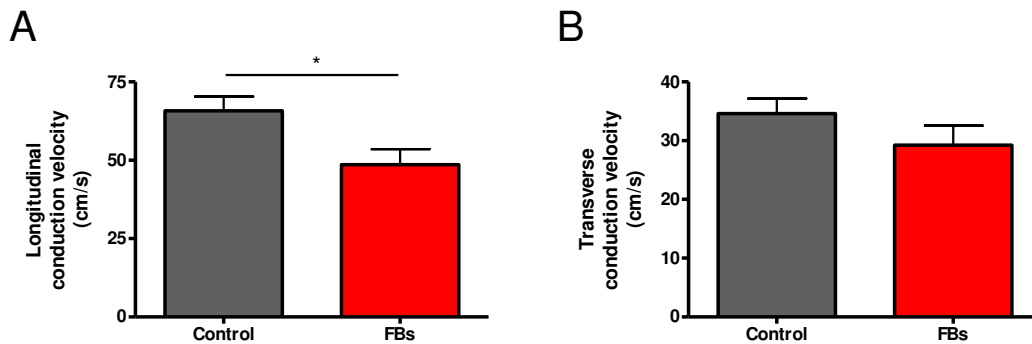 A
Longitudinal
conduction velocity
(cm/s)
75
50
25
0
*
Control
FBs
B
Transverse
conduction velocity
(cm/s)
40
30
20
10
0
Control
FBs